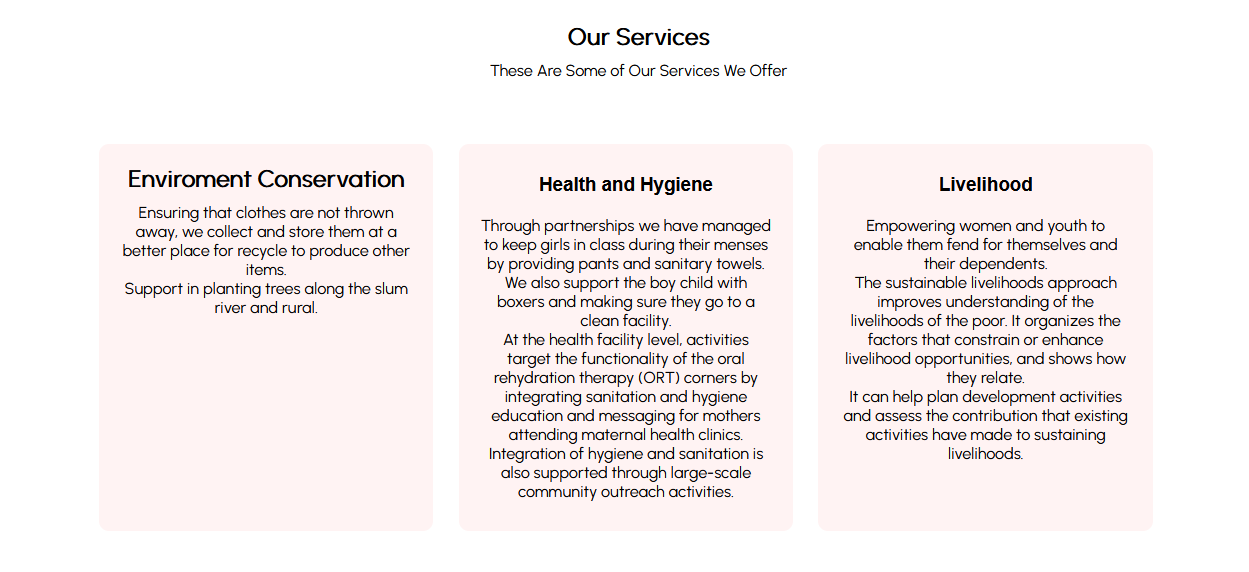 Our Services
These Are Some of Our Services We Offer
Enviroment Conservation
Ensuring that clothes are not thrown
away, we collect and store them at a
better place for recycle to produce other
items.
Support in planting trees along the slum
river and rural.
Health and Hygiene
Through partnerships we have managed
to keep girls in class during their menses
by providing pants and sanitary towels.
We also support the boy child with
boxers and making sure they go to a
clean facility.
At the health facility level, activities
target the functionality of the oral
rehydration therapy (ORT) corners by
integrating sanitation and hygiene
education and messaging for mothers
attending maternal health clinics.
Integration of hygiene and sanitation is
also supported through large-scale
community outreach activities.
Livelihood
Empowering women and youth to
enable them fend for themselves and
their dependents.
The sustainable livelihoods approach
improves understanding of the
livelihoods of the poor. It organizes the
factors that constrain or enhance
livelihood opportunities, and shows how
they relate.
It can help plan development activities
and assess the contribution that existing
activities have made to sustaining
livelihoods.